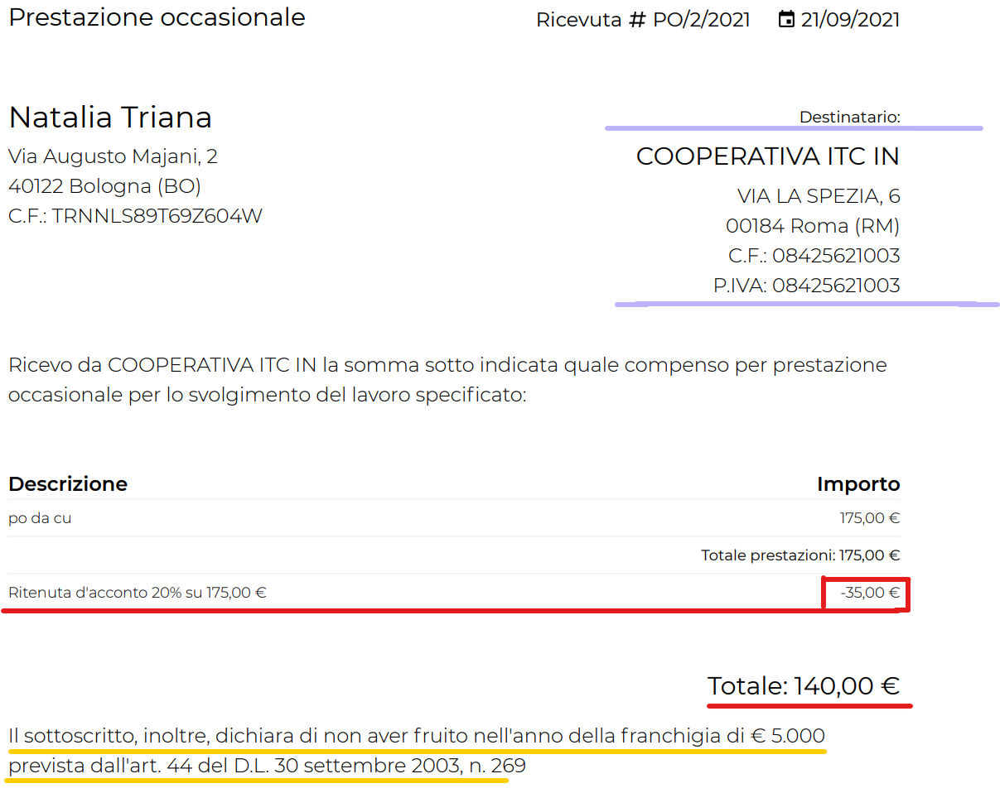 Prestazione occasionale
Ricevuta # PO/2/2021 21/09/2021
Natalia Triana
Via Augusto Majani, 2
40122 Bologna (BO)
C.F.: TRNNLS89T69Z604W
Destinatario:
COOPERATIVA ITC IN
VIA LA SPEZIA, 6
00184 Roma (RM)
C.F.: 08425621003
P.IVA: 08425621003
Ricevo da COOPERATIVA ITC IN la somma sotto indicata quale compenso per prestazione
occasionale per lo svolgimento del lavoro specificato:
Descrizione Importo
po da cu 175,00 €
Totale prestazioni: 175,00 €
Ritenuta d'acconto 20% su 175,00 € -35,00 €
Totale: 140,00 €
Il sottoscritto, inoltre, dichiara di non aver fruito nell'anno della franchigia di € 5.000
prevista dall'art. 44 del D.L. 30 settembre 2003, n. 269